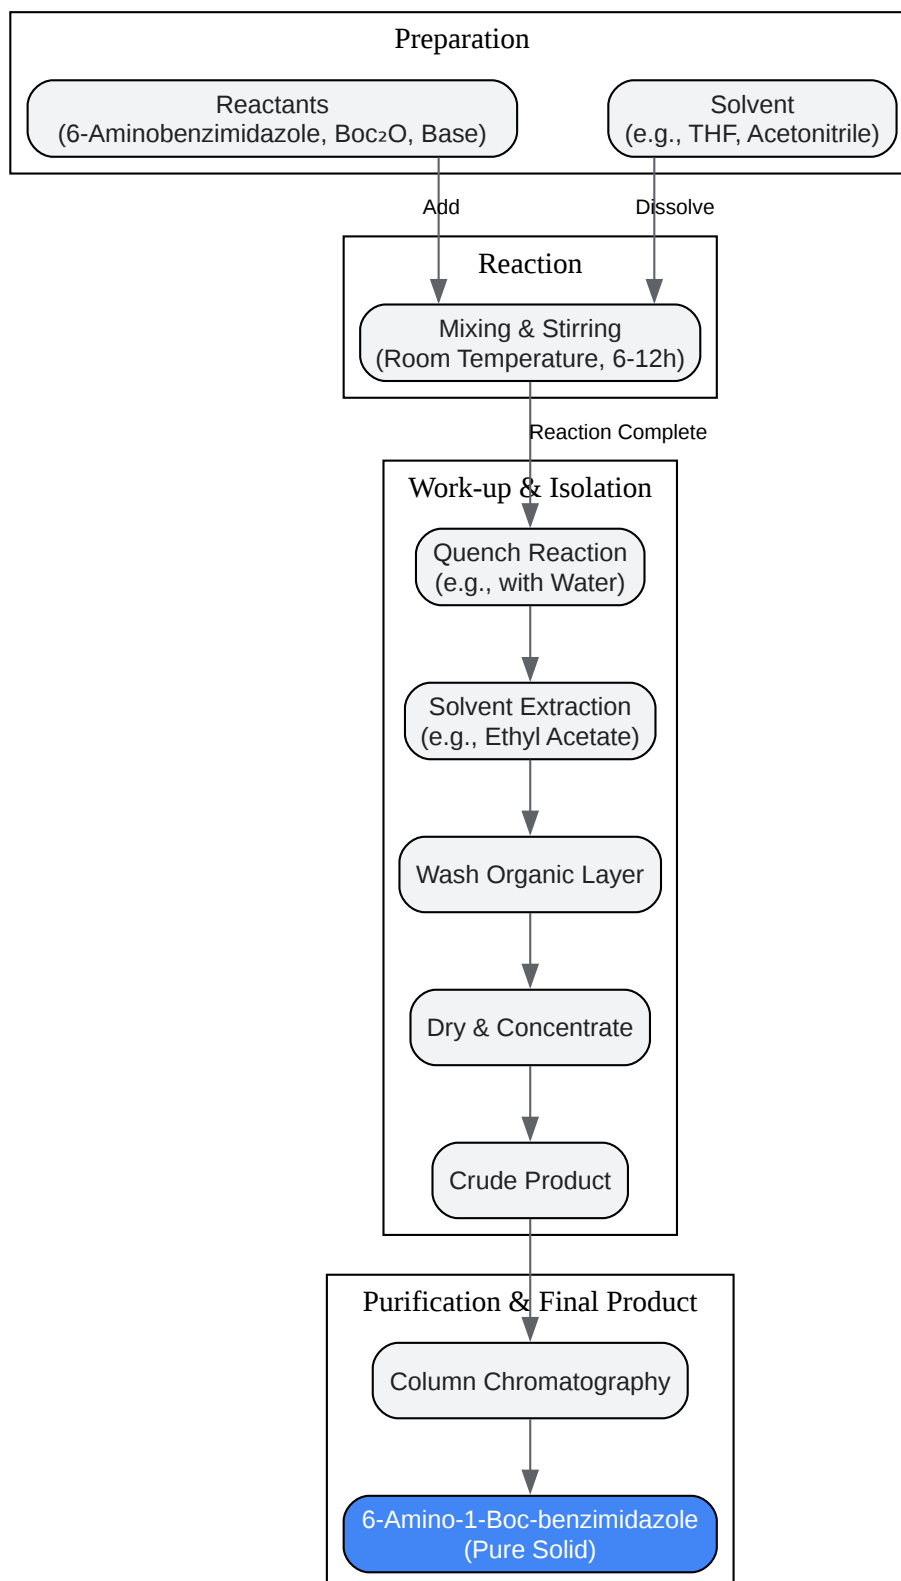 Preparation
Reactants
(6-Aminobenzimidazole, Boc₂O, Base)
Solvent
(e.g., THF, Acetonitrile)
Add
Dissolve
Reaction
Mixing & Stirring
(Room Temperature, 6-12h)
Reaction Complete
Work-up & Isolation
Quench Reaction
(e.g., with Water)
Solvent Extraction
(e.g., Ethyl Acetate)
Wash Organic Layer
Dry & Concentrate
Crude Product
Purification & Final Product
Column Chromatography
6-Amino-1-Boc-benzimidazole
(Pure Solid)